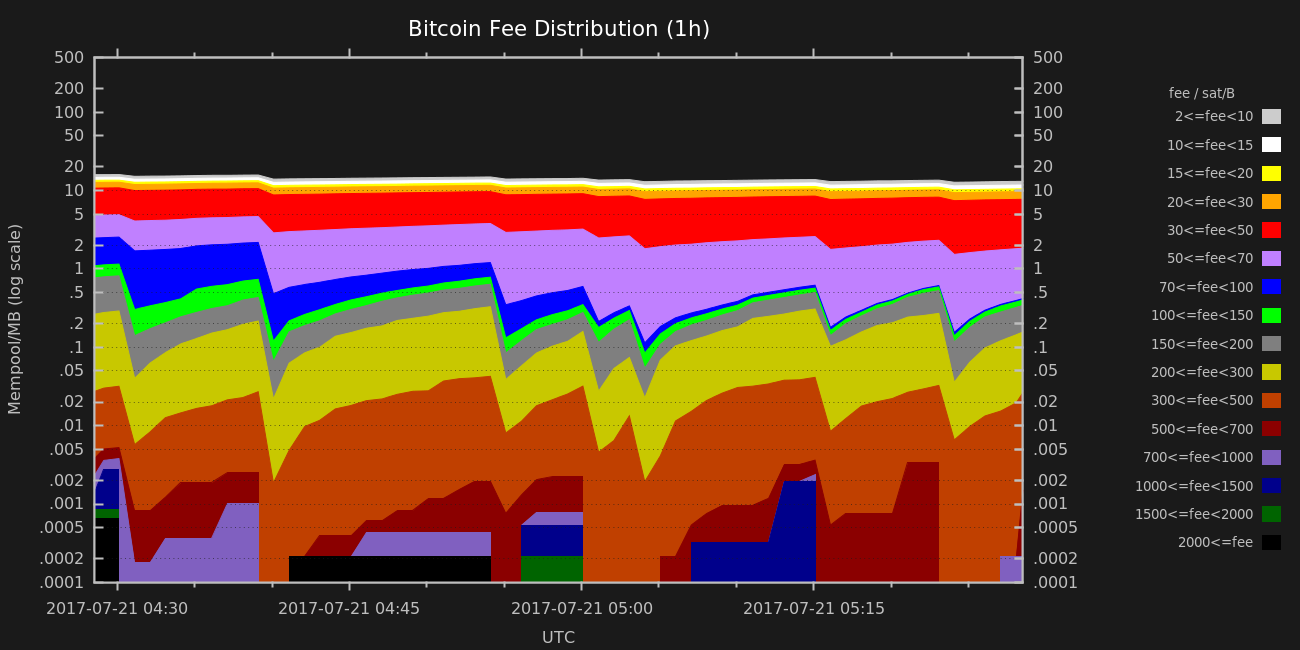 Bitcoin Fee Distribution (1h)
Mempool/MB (log scale)
500
200
100
50
20
10
5
2
1
.5
.2
.1
.05
.02
.01
.005
.002
.001
.0005
.0002
.0001
500
200
100
50
20
10
5
2
1
.5
.2
.1
.05
.02
.01
.005
.002
.001
.0005
.0002
.0001
2017-07-21 04:30
2017-07-21 04:45
2017-07-21 05:00
2017-07-21 05:15
UTC
fee / sat/B
2<=fee<10
10<=fee<15
15<=fee<20
20<=fee<30
30<=fee<50
50<=fee<70
70<=fee<100
100<=fee<150
150<=fee<200
200<=fee<300
300<=fee<500
500<=fee<700
700<=fee<1000
1000<=fee<1500
1500<=fee<2000
2000<=fee